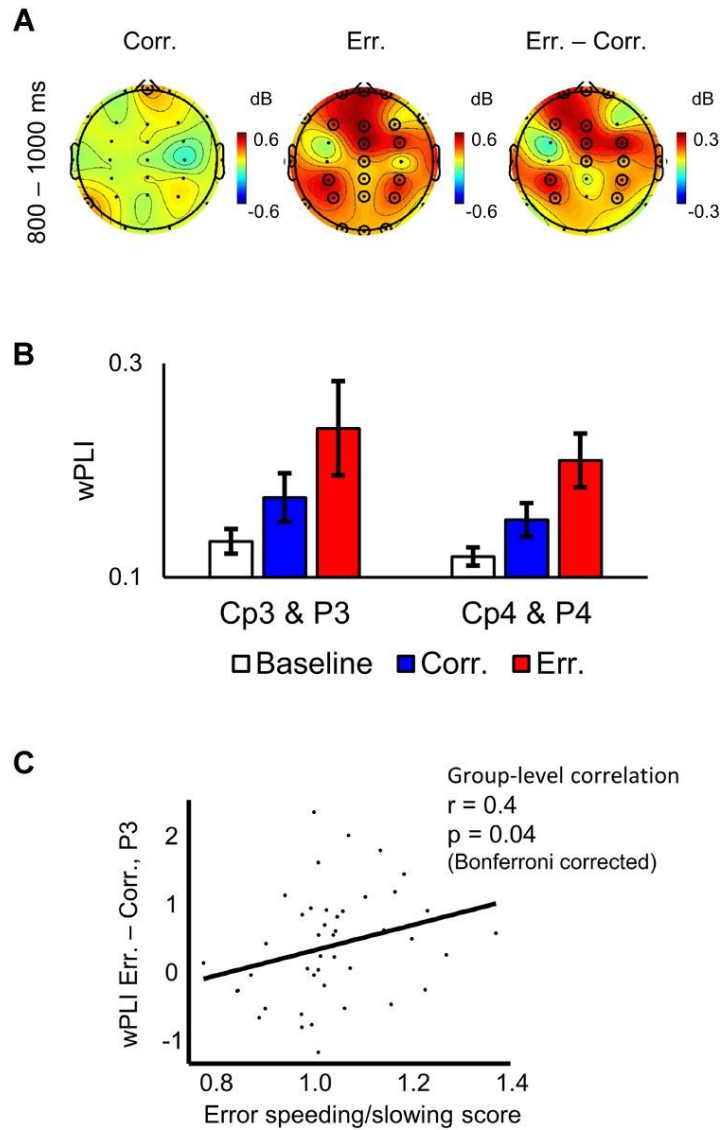 A
Corr.
Err.
Err. – Corr.
800 – 1000 ms
dB
0.6
-0.6
dB
0.6
-0.6
dB
0.3
-0.3
B
0.3
wPLI
0.1
Cp3 & P3
Cp4 & P4
Baseline
Corr.
Err.
C
Group-level correlation
r = 0.4
p = 0.04
(Bonferroni corrected)
wPLI Err. – Corr., P3
2
1
0
-1
0.8
1.0
1.2
1.4
Error speeding/slowing score